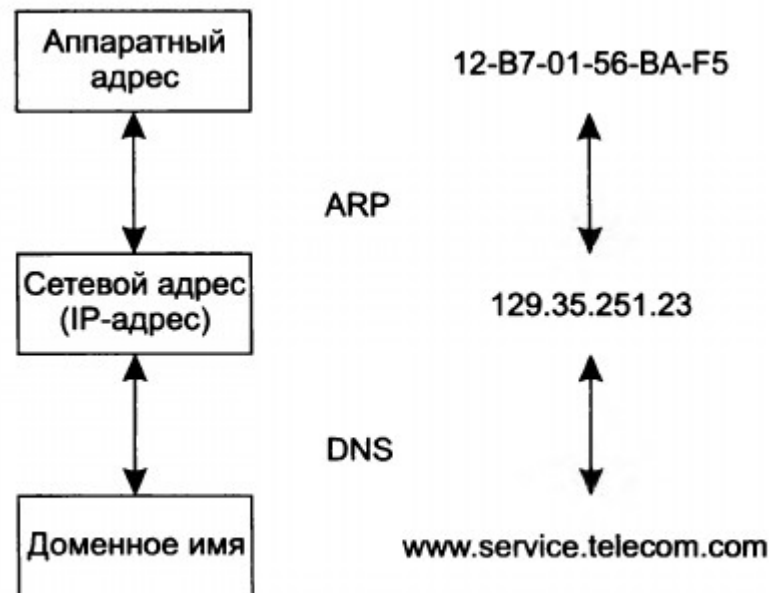 Аппаратный
адрес
12-B7-01-56-BA-F5
ARP
Сетевой адрес
(IP-адрес)
129.35.251.23
DNS
Доменное имя
www.service.telecom.com